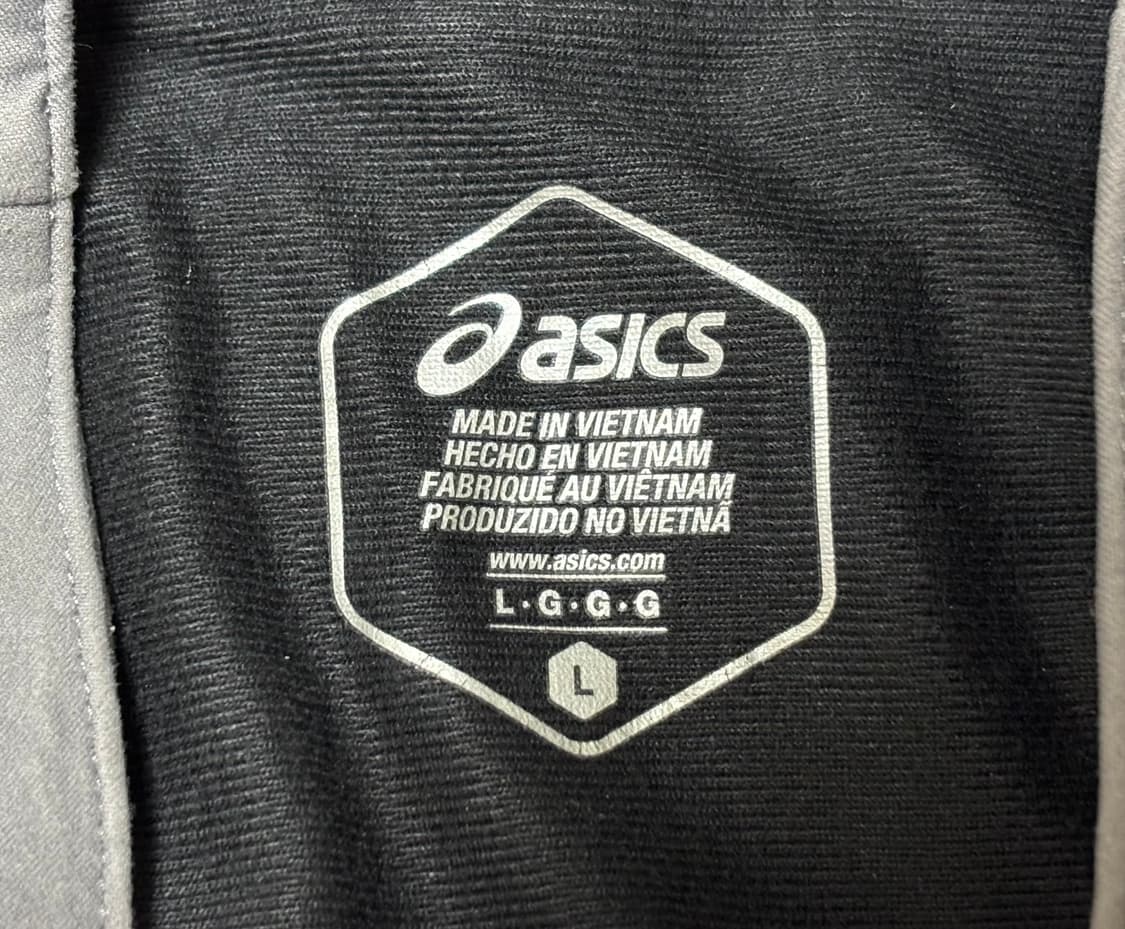 asics
MADE IN VIETNAM
HECHO EN VIETNAM
FABRIQUÉ AU VIÊTNAM
PRODUZIDO NO VIETNÃ
www.asics.com
L·G·G·G
L